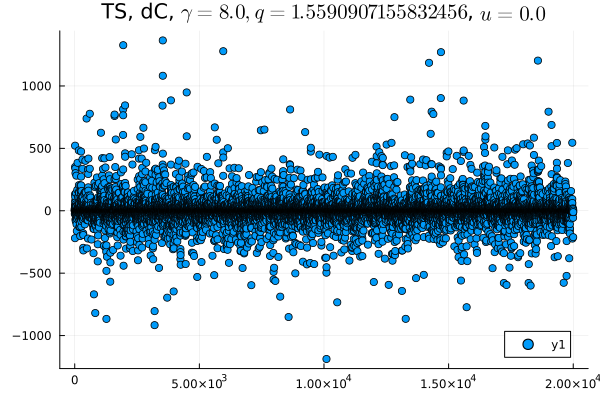 TS, dC, γ = 8.0, q = 1.5590907155832456, u = 0.0
1000
500
0
−500
−1000
0 5.00×10³ 1.00×10⁴ 1.50×10⁴ 2.00×10⁴
y1